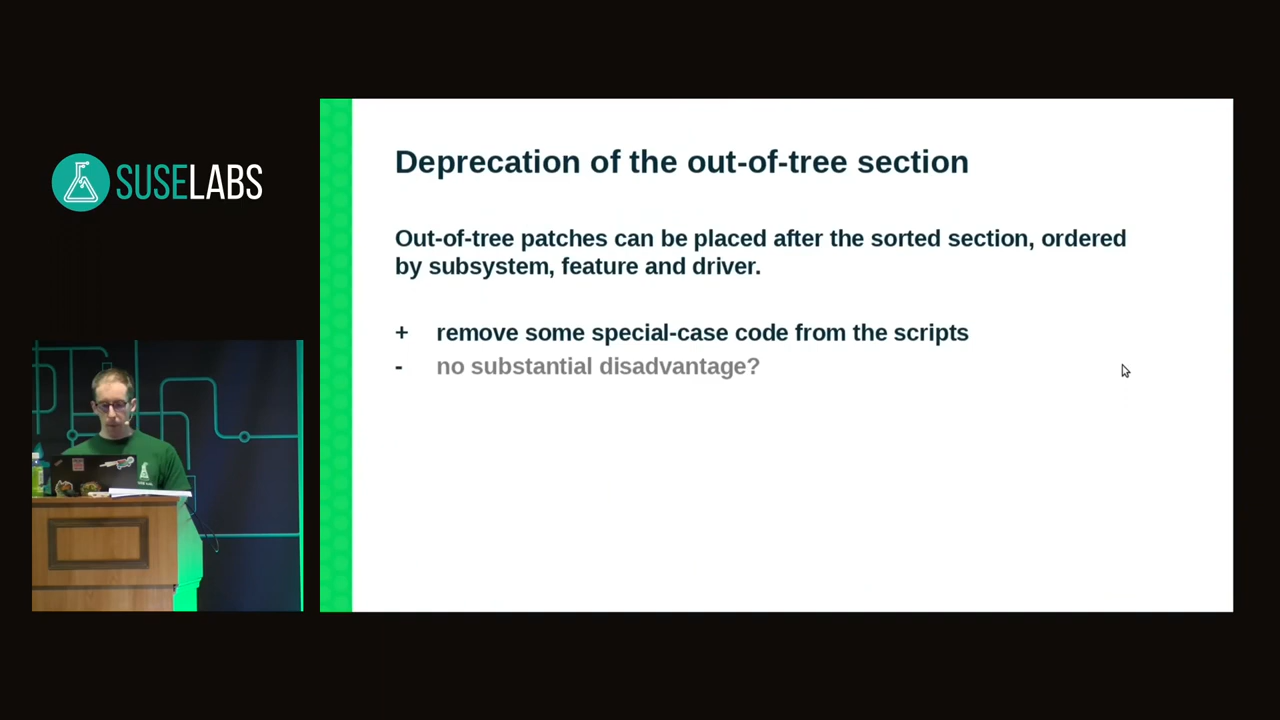 SUSELABS
Deprecation of the out-of-tree section
Out-of-tree patches can be placed after the sorted section, ordered
by subsystem, feature and driver.
+ remove some special-case code from the scripts
- no substantial disadvantage?